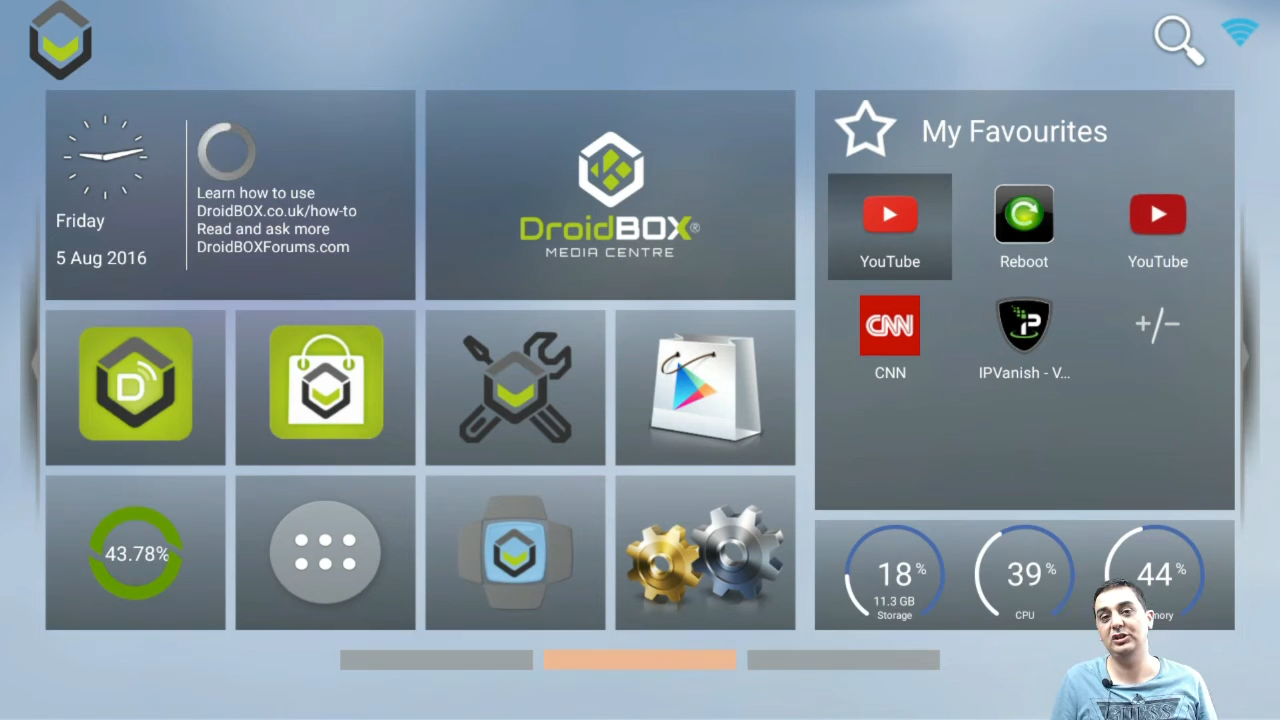 Friday
5 Aug 2016
Learn how to use
DroidBOX.co.uk/how-to
Read and ask more
DroidBOXForums.com
DroidBOX®
MEDIA CENTRE
My Favourites
YouTube
Reboot
YouTube
CNN
CNN
IPVanish - V...
+/−
D
43.78%
18%
11.3 GB
Storage
39%
CPU
44%